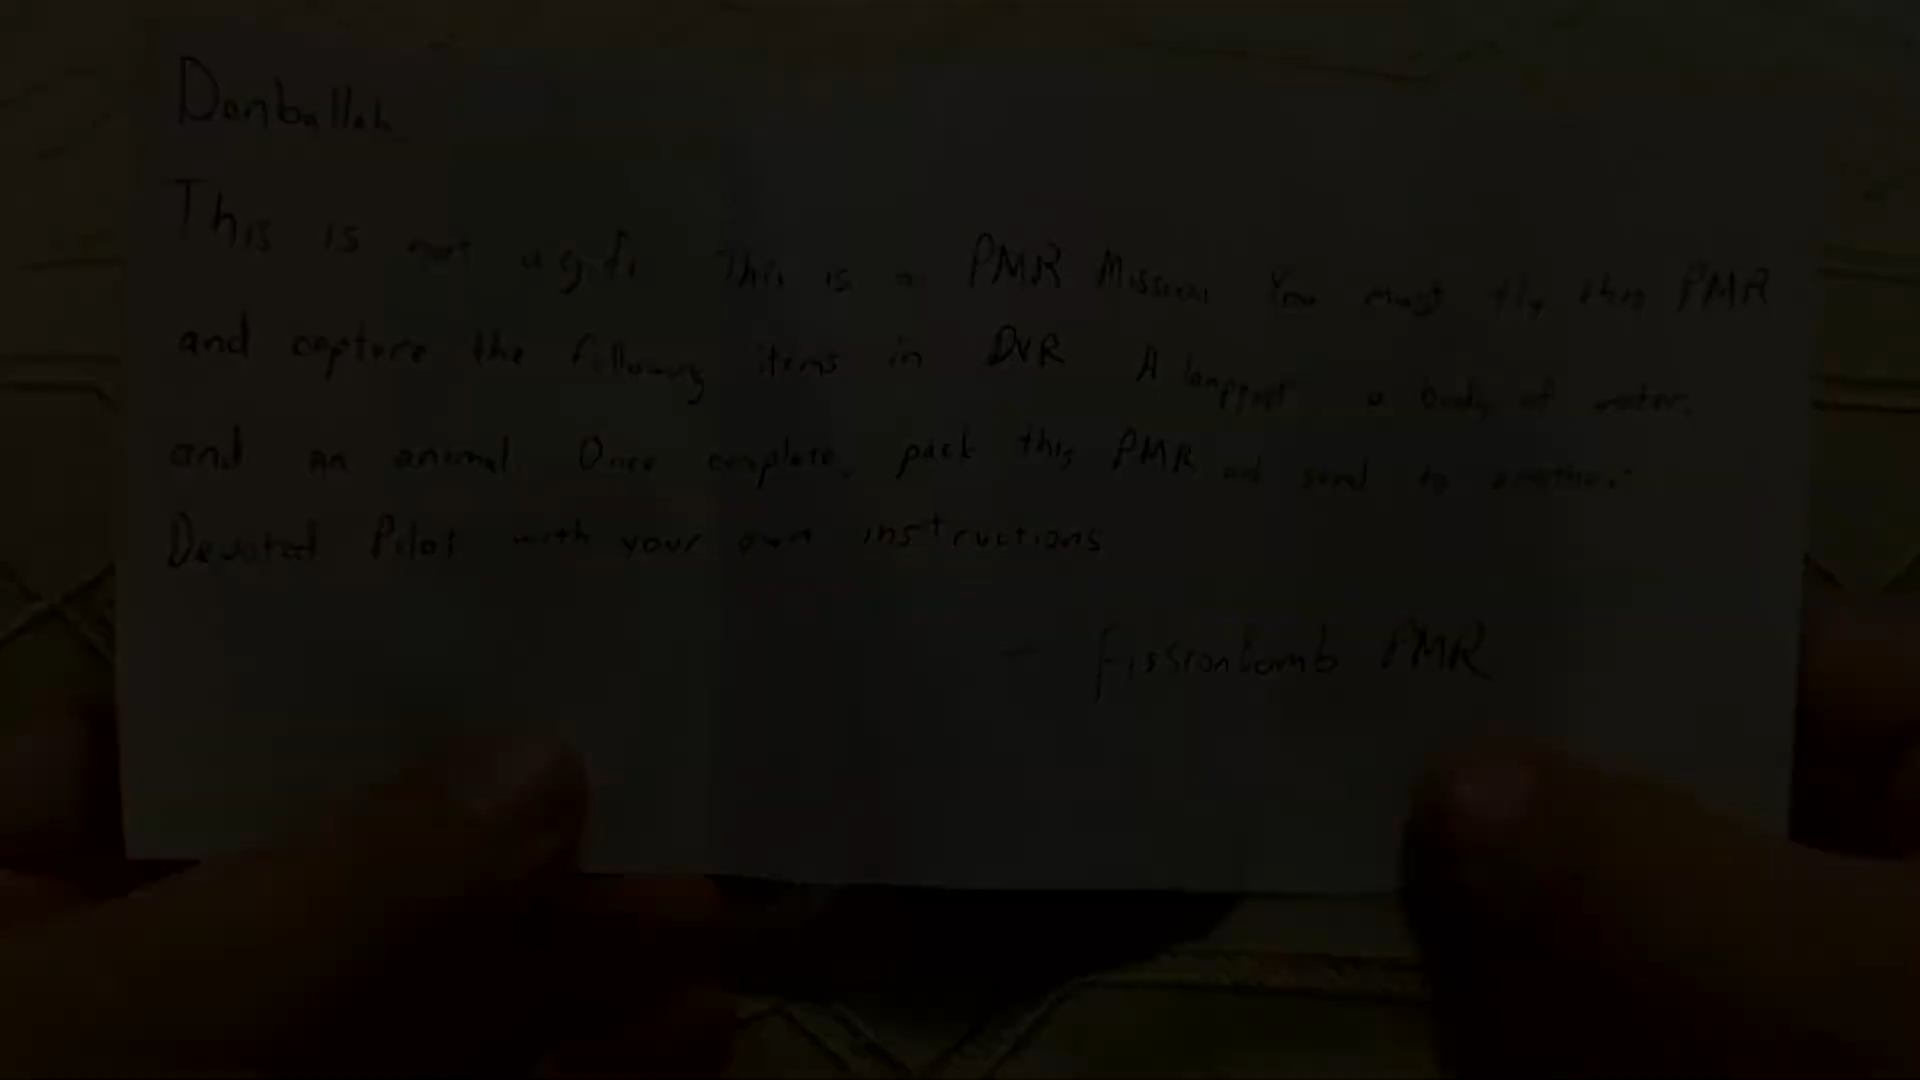 Danballah
This is not a gift This is a PMR Mission You must fly this PMR
and capture the following items in DVR A lamppost a body of water,
and an animal Once complete, pack this PMR and send to another
Devoted Pilot with your own instructions
- Fissionbomb PMR